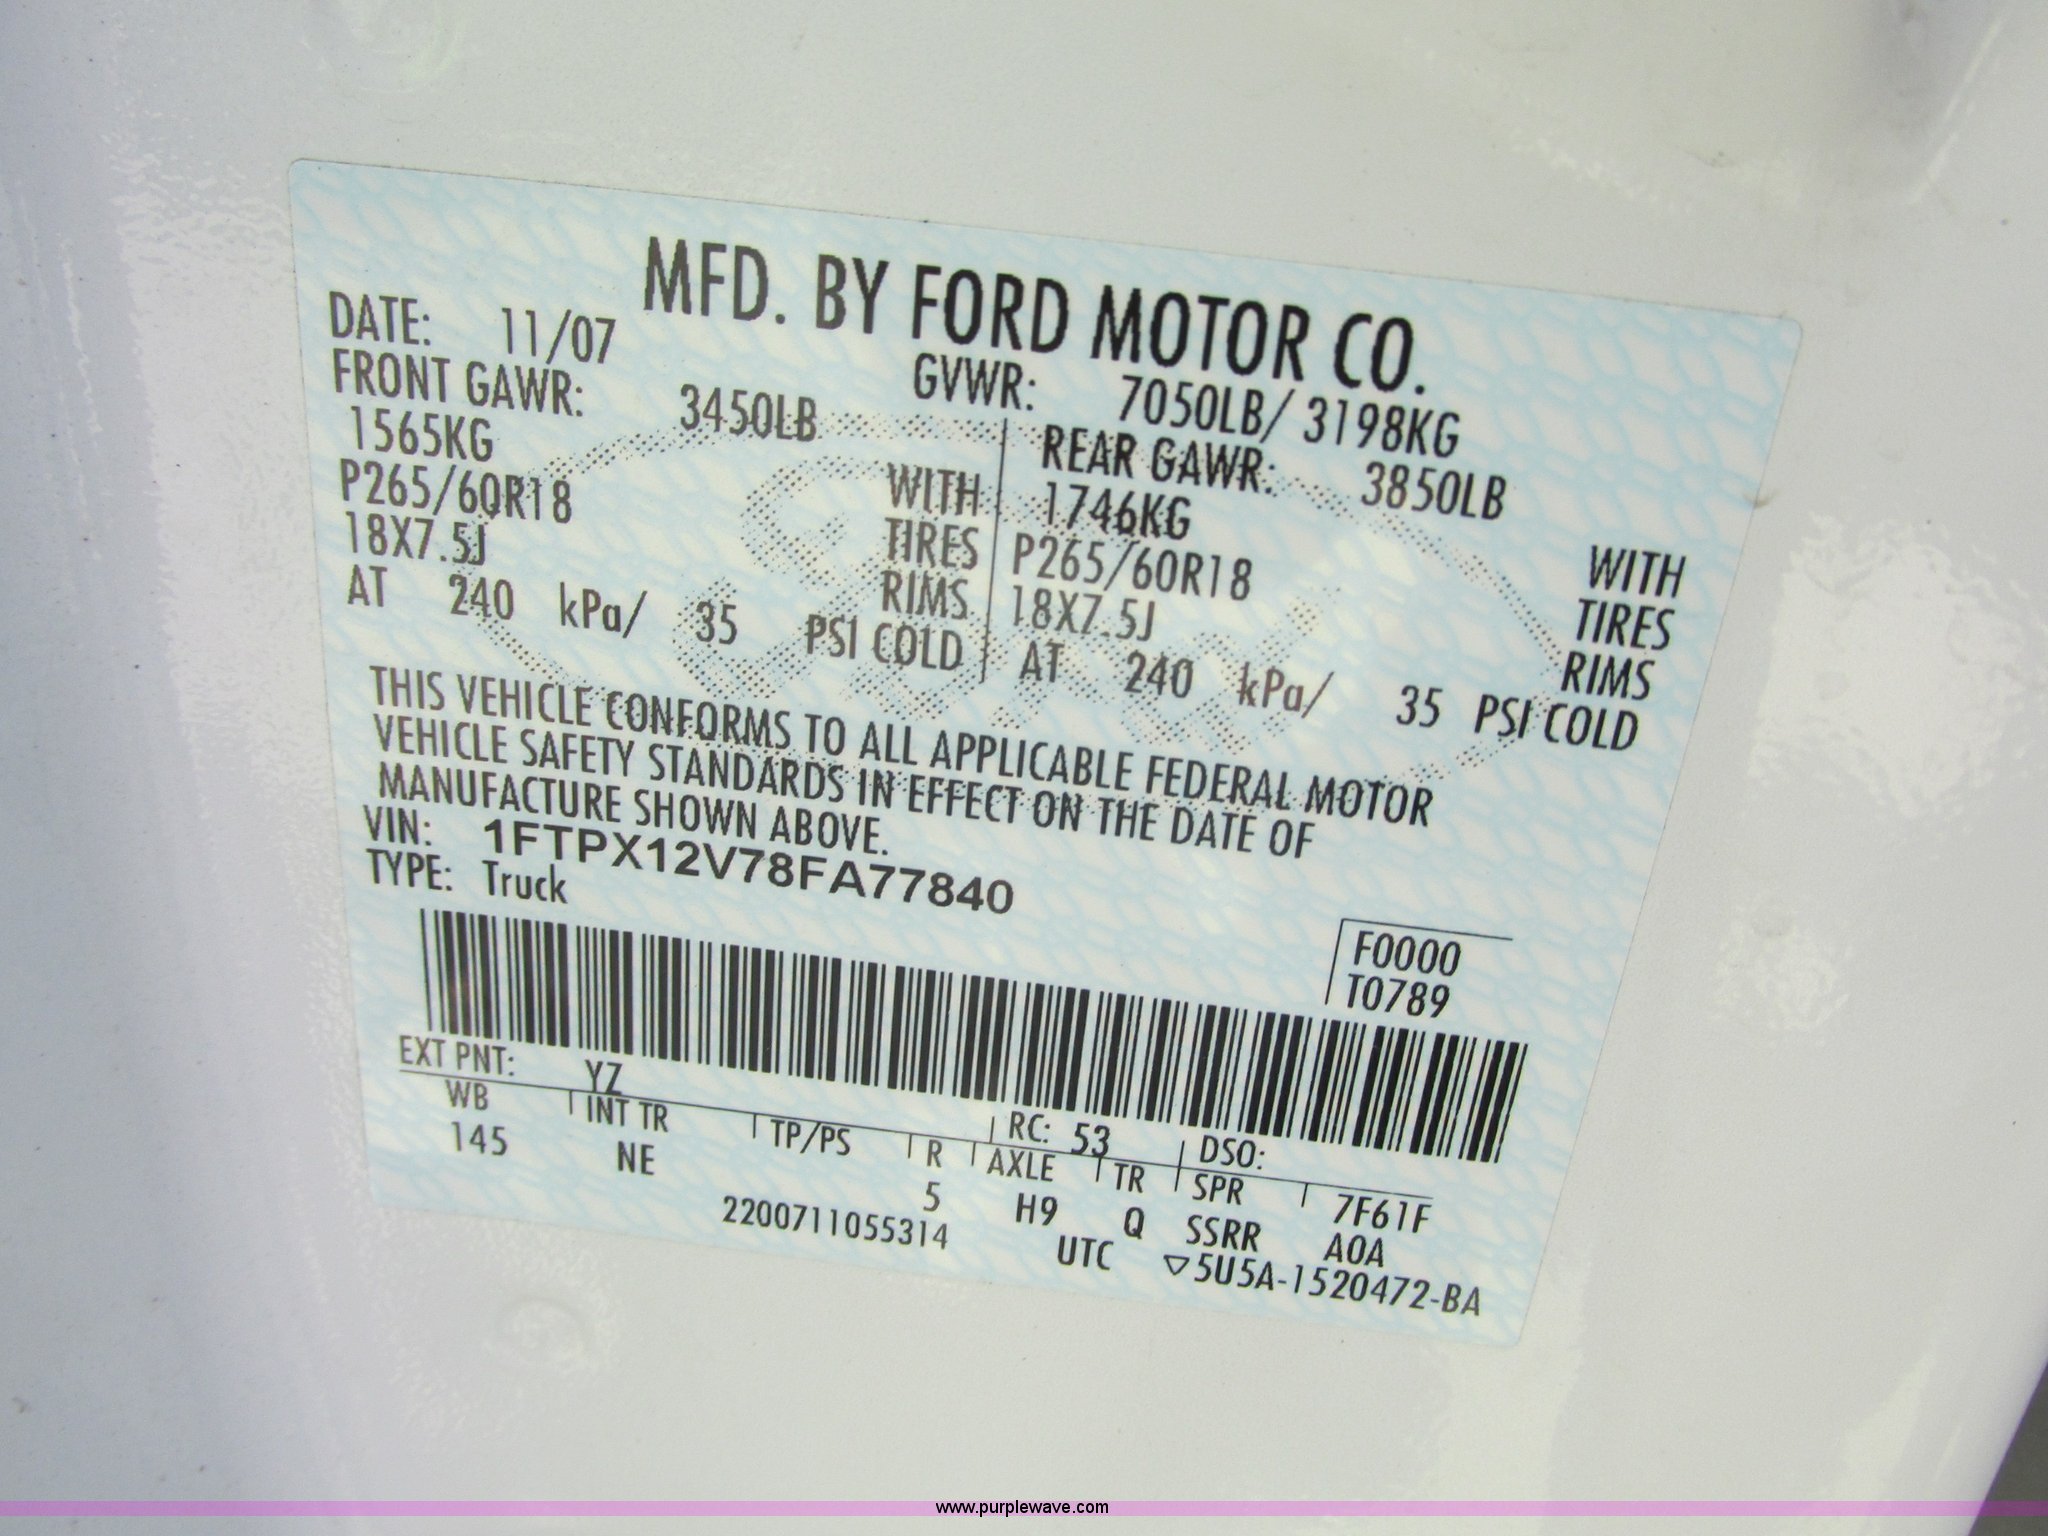 MFD. BY FORD MOTOR CO.
DATE: 11/07 GVWR: 7050LB/ 3198KG
FRONT GAWR: 3450LB REAR GAWR: 3850LB
1565KG WITH 1746KG WITH
P265/60R18 TIRES P265/60R18 TIRES
18X7.5J RIMS 18X7.5J RIMS
AT 240 kPa/ 35 PSI COLD AT 240 kPa/ 35 PSI COLD
THIS VEHICLE CONFORMS TO ALL APPLICABLE FEDERAL MOTOR
VEHICLE SAFETY STANDARDS IN EFFECT ON THE DATE OF
MANUFACTURE SHOWN ABOVE.
VIN: 1FTPX12V78FA77840
TYPE: Truck
F0000
T0789
EXT PNT: YZ RC: 53 DSO:
WB INT TR TP/PS R AXLE TR SPR 7F61F
145 NE 5 H9 Q SSRR A0A
2200711055314 UTC ▽5U5A-1520472-BA
www.purplewave.com